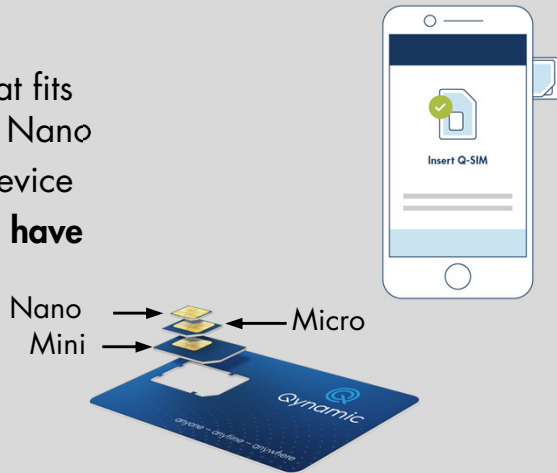 at fits
Nano
evice
have
Insert Q-SIM
Nano
Micro
Mini
Qynamic
anyone – anytime – anywhere